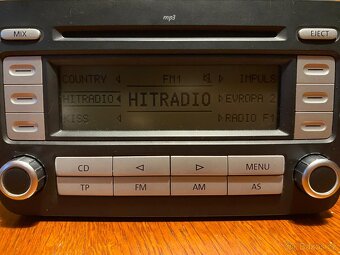 mp3
MIX
EJECT
COUNTRY FM1 IMPULS
HITRADIO HITRADIO EVROPA 2
KISS RADIO F1
CD MENU
TP FM AM AS